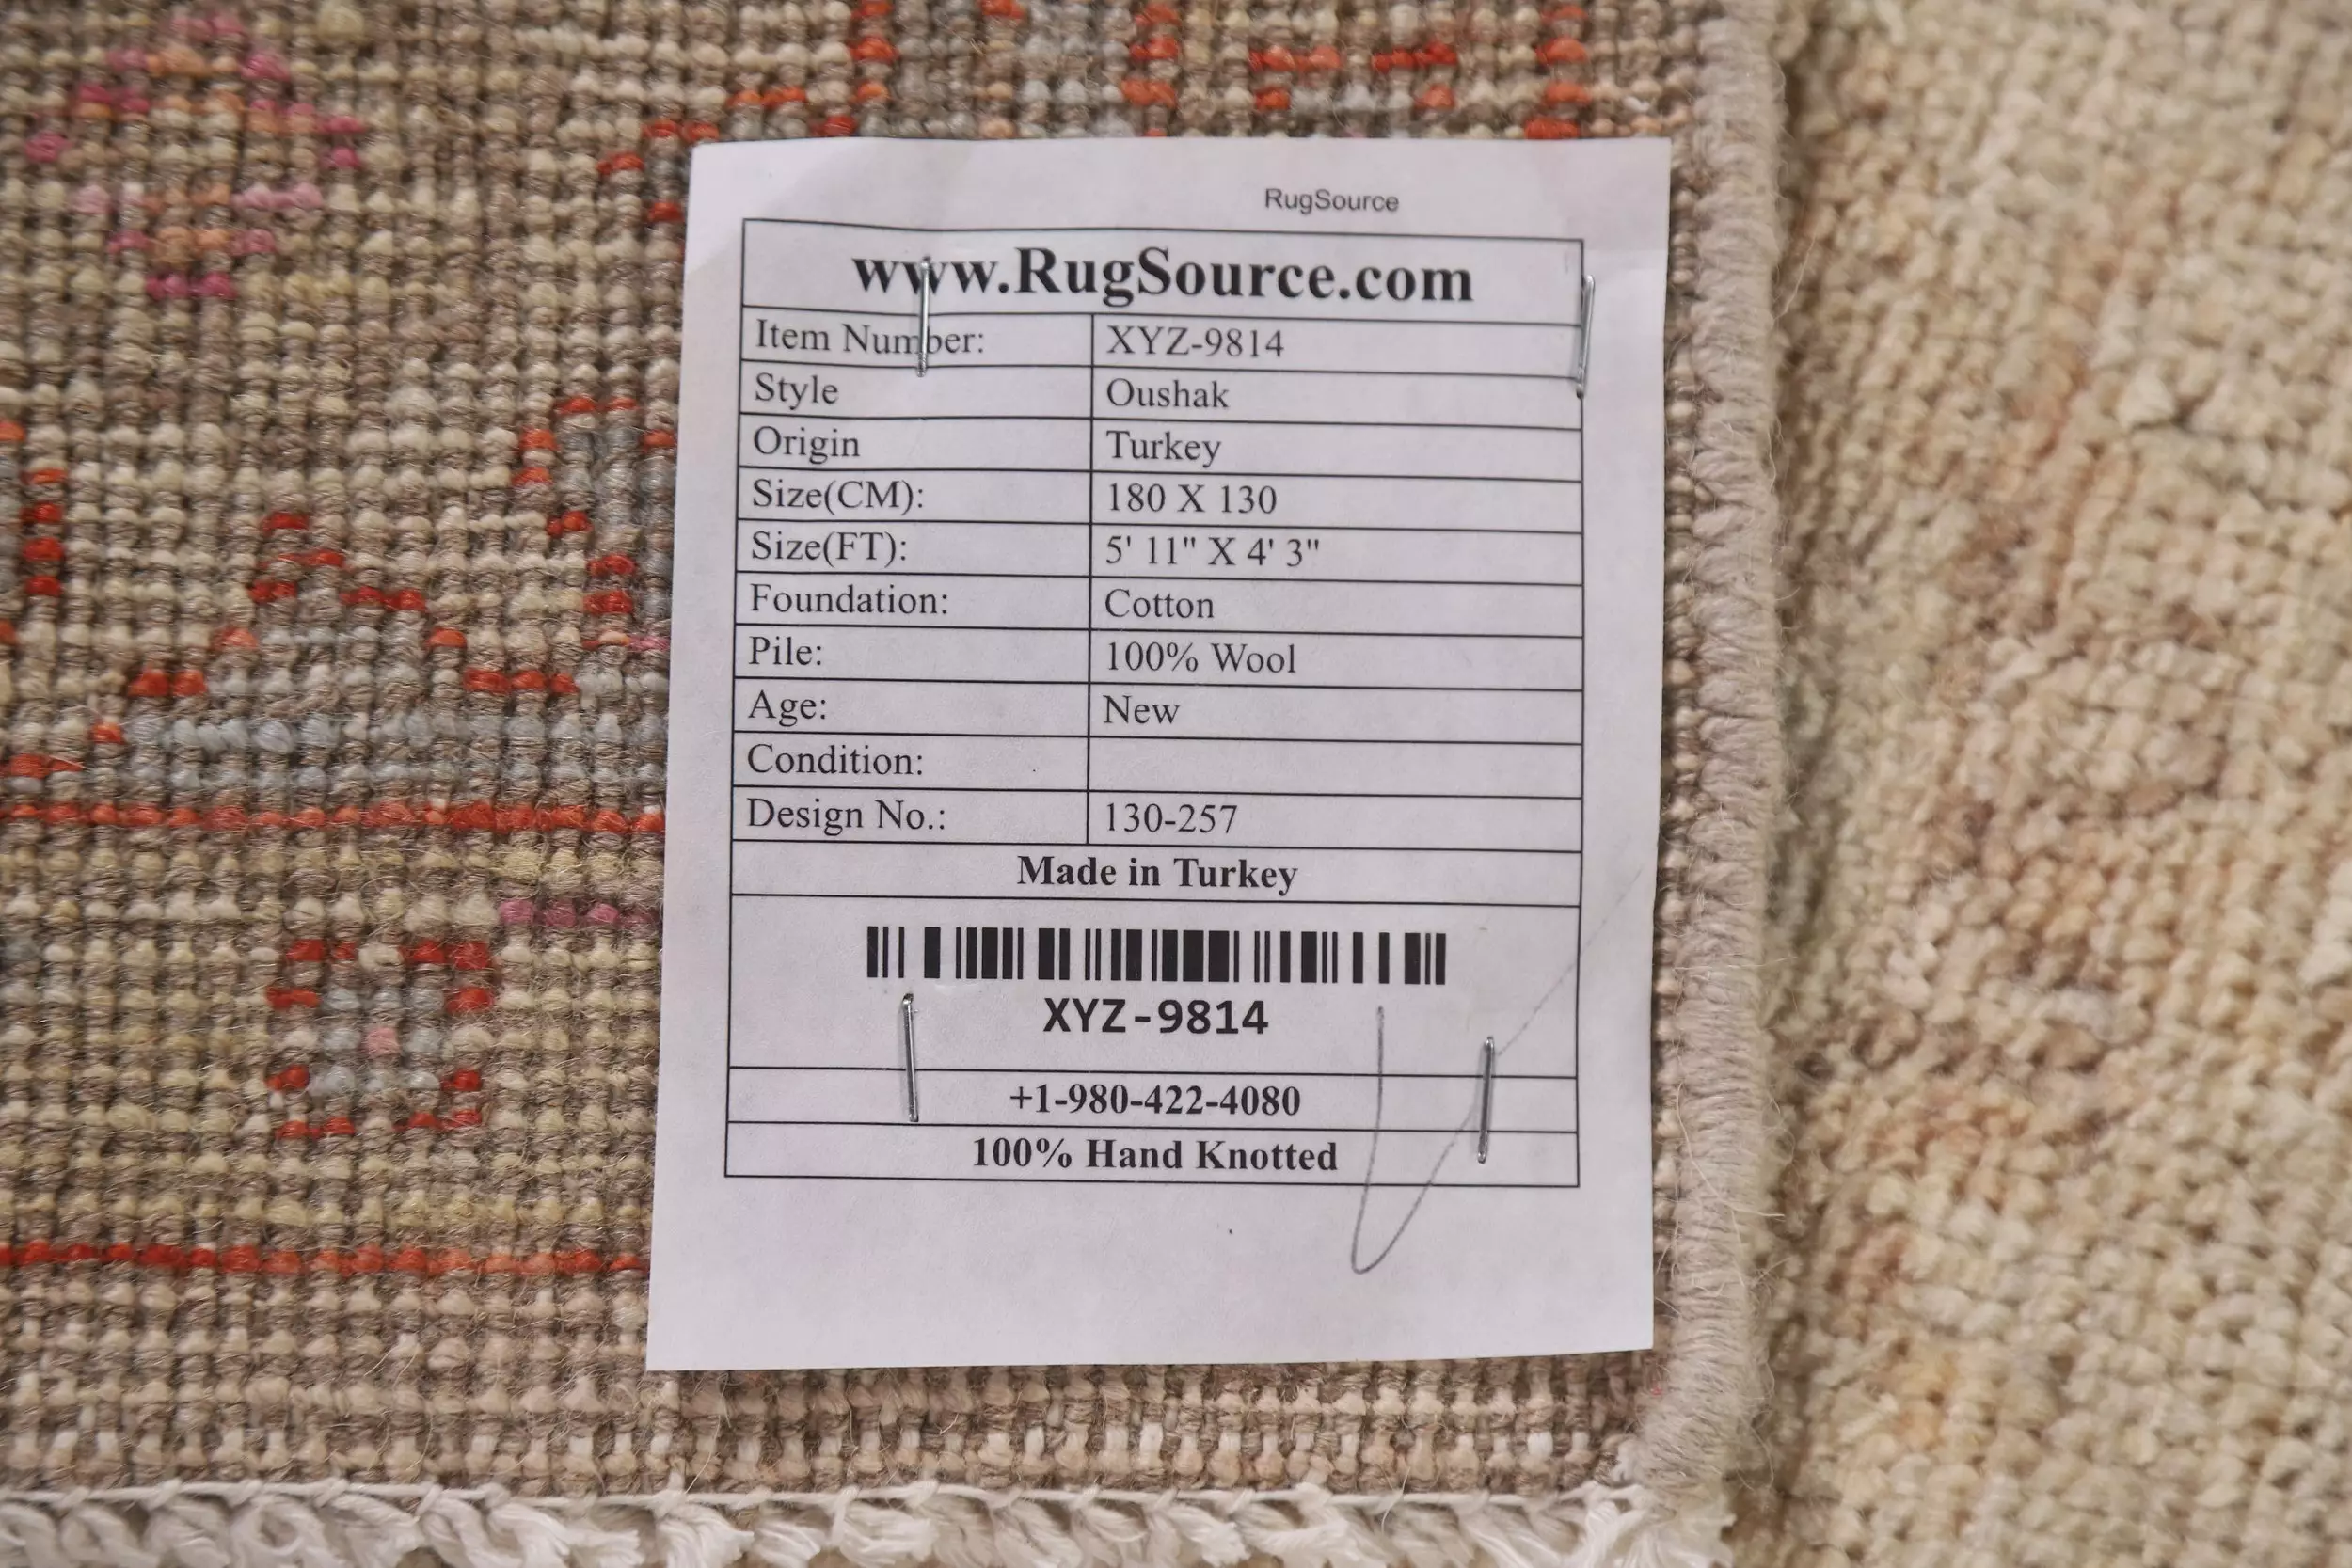 RugSource
www.RugSource.com
Item Number: XYZ-9814
Style Oushak
Origin Turkey
Size(CM): 180 X 130
Size(FT): 5' 11" X 4' 3"
Foundation: Cotton
Pile: 100% Wool
Age: New
Condition:
Design No.: 130-257
Made in Turkey
XYZ-9814
+1-980-422-4080
100% Hand Knotted